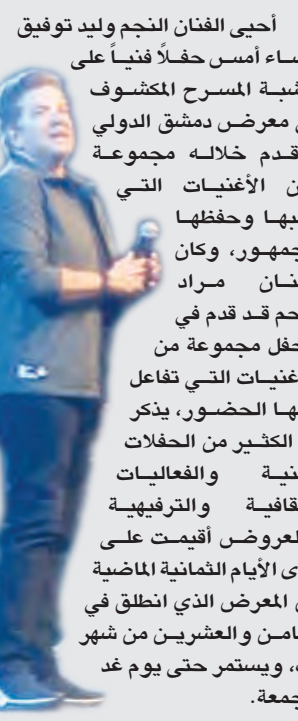 أحيى الفنان النجم وليد توفيق
ساء أمس حفلاً فنياً على
شبة المسرح المكشوف
معرض دمشق الدولي
قدم خلاله مجموعة
ن الأغنيات التي
بها وحفظها
جمهور، وكان
نان مراد
حم قد قدم في
حفل مجموعة من
غنيات التي تفاعل
ها الحضور، يذكر
الكثير من الحفلات
نية والفعاليات
قافية والترفيهية
لعروض أقيمت على
ى الأيام الثمانية الماضية
المعرض الذي انطلق في
امن والعشرين من شهر
، ويستمر حتى يوم غد
جمعة.